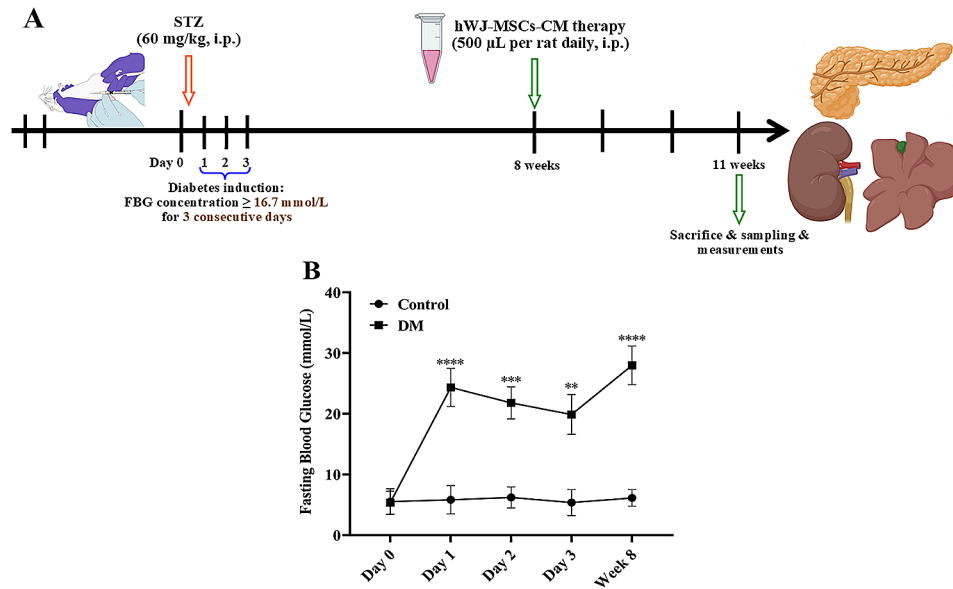 A
STZ
(60 mg/kg, i.p.)
hWJ-MSCs-CM therapy
(500 µL per rat daily, i.p.)
Day 0 1 2 3
8 weeks
11 weeks
Diabetes induction:
FBG concentration ≥ 16.7 mmol/L
for 3 consecutive days
Sacrifice & sampling &
measurements
B
Control
DM
Fasting Blood Glucose (mmol/L)
40
30
20
10
0
****
***
**
****
Day 0
Day 1
Day 2
Day 3
Week 8